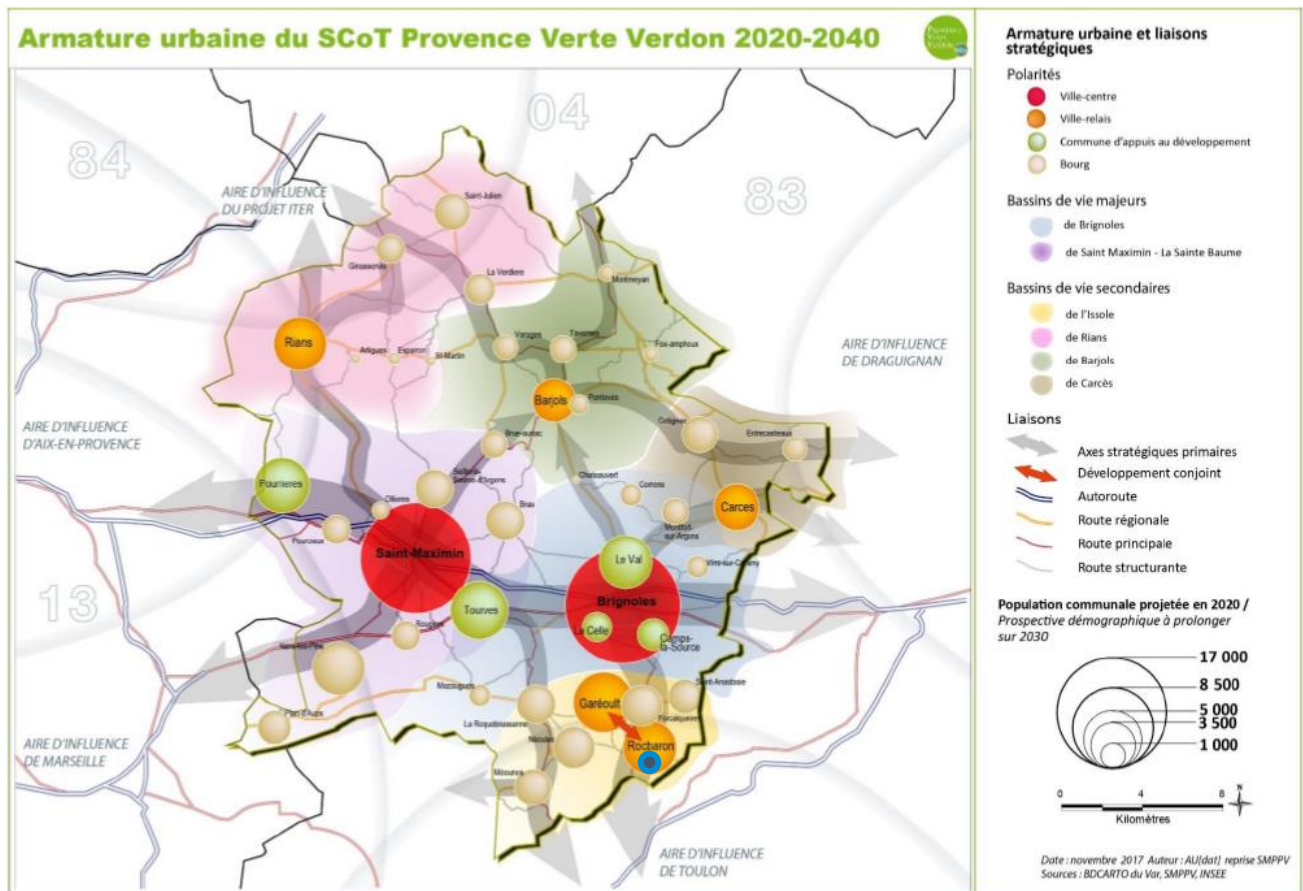 Armature urbaine du SCoT Provence Verte Verdon 2020-2040
04
84
83
13
AIRE D'INFLUENCE
DU PROJET ITER
AIRE D'INFLUENCE
DE DRAGUIGNAN
AIRE D'INFLUENCE
D'AIX-EN-PROVENCE
AIRE D'INFLUENCE
DE MARSEILLE
AIRE D'INFLUENCE
DE TOULON
Saint-Julien
Ginasservis
La Verdiere
Montmeyan
Rians
Artigues
Esparron
St-Martin
Varages
Tavernes
Fox-amphoux
Barjols
Pontevès
Cotignac
Entrecasteaux
Brue-auriac
Pourrieres
Ollieres
Bras
Chateauvert
Correns
Carces
Montfort-
sur-Argens
Pourcieux
Saint-Maximin
Le Val
Vins-sur-Caramy
Tourves
Brignoles
La Celle
Camps-
la-Source
Rougiers
Nans-les-Pins
Mazaugues
Plan-d'Aups
La Roquebrussanne
Garéoult
Forcalqueiret
Néoules
Rocbaron
Méounes
Armature urbaine et liaisons
stratégiques
Polarités
Ville-centre
Ville-relais
Commune d'appuis au développement
Bourg
Bassins de vie majeurs
de Brignoles
de Saint Maximin - La Sainte Baume
Bassins de vie secondaires
de l'Issole
de Rians
de Barjols
de Carcès
Liaisons
Axes stratégiques primaires
Développement conjoint
Autoroute
Route régionale
Route principale
Route structurante
Population communale projetée en 2020 /
Prospective démographique à prolonger
sur 2030
17 000
8 500
5 000
3 500
1 000
0 4 8
N
Kilomètres
Date : novembre 2017 Auteur : AU[dat] reprise SMPPV
Sources : BDCARTO du Var, SMPPV, INSEE